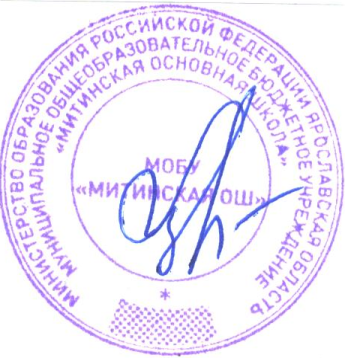 МИНИСТЕРСТВО ОБРАЗОВАНИЯ РОССИЙСКОЙ ФЕДЕРАЦИИ ЯРОСЛАВСКАЯ ОБЛАСТЬ
МУНИЦИПАЛЬНОЕ ОБЩЕОБРАЗОВАТЕЛЬНОЕ БЮДЖЕТНОЕ УЧРЕЖДЕНИЕ
«МИТИНСКАЯ ОСНОВНАЯ ШКОЛА»
МОБУ
«МИТИНСКАЯ ОШ»
*